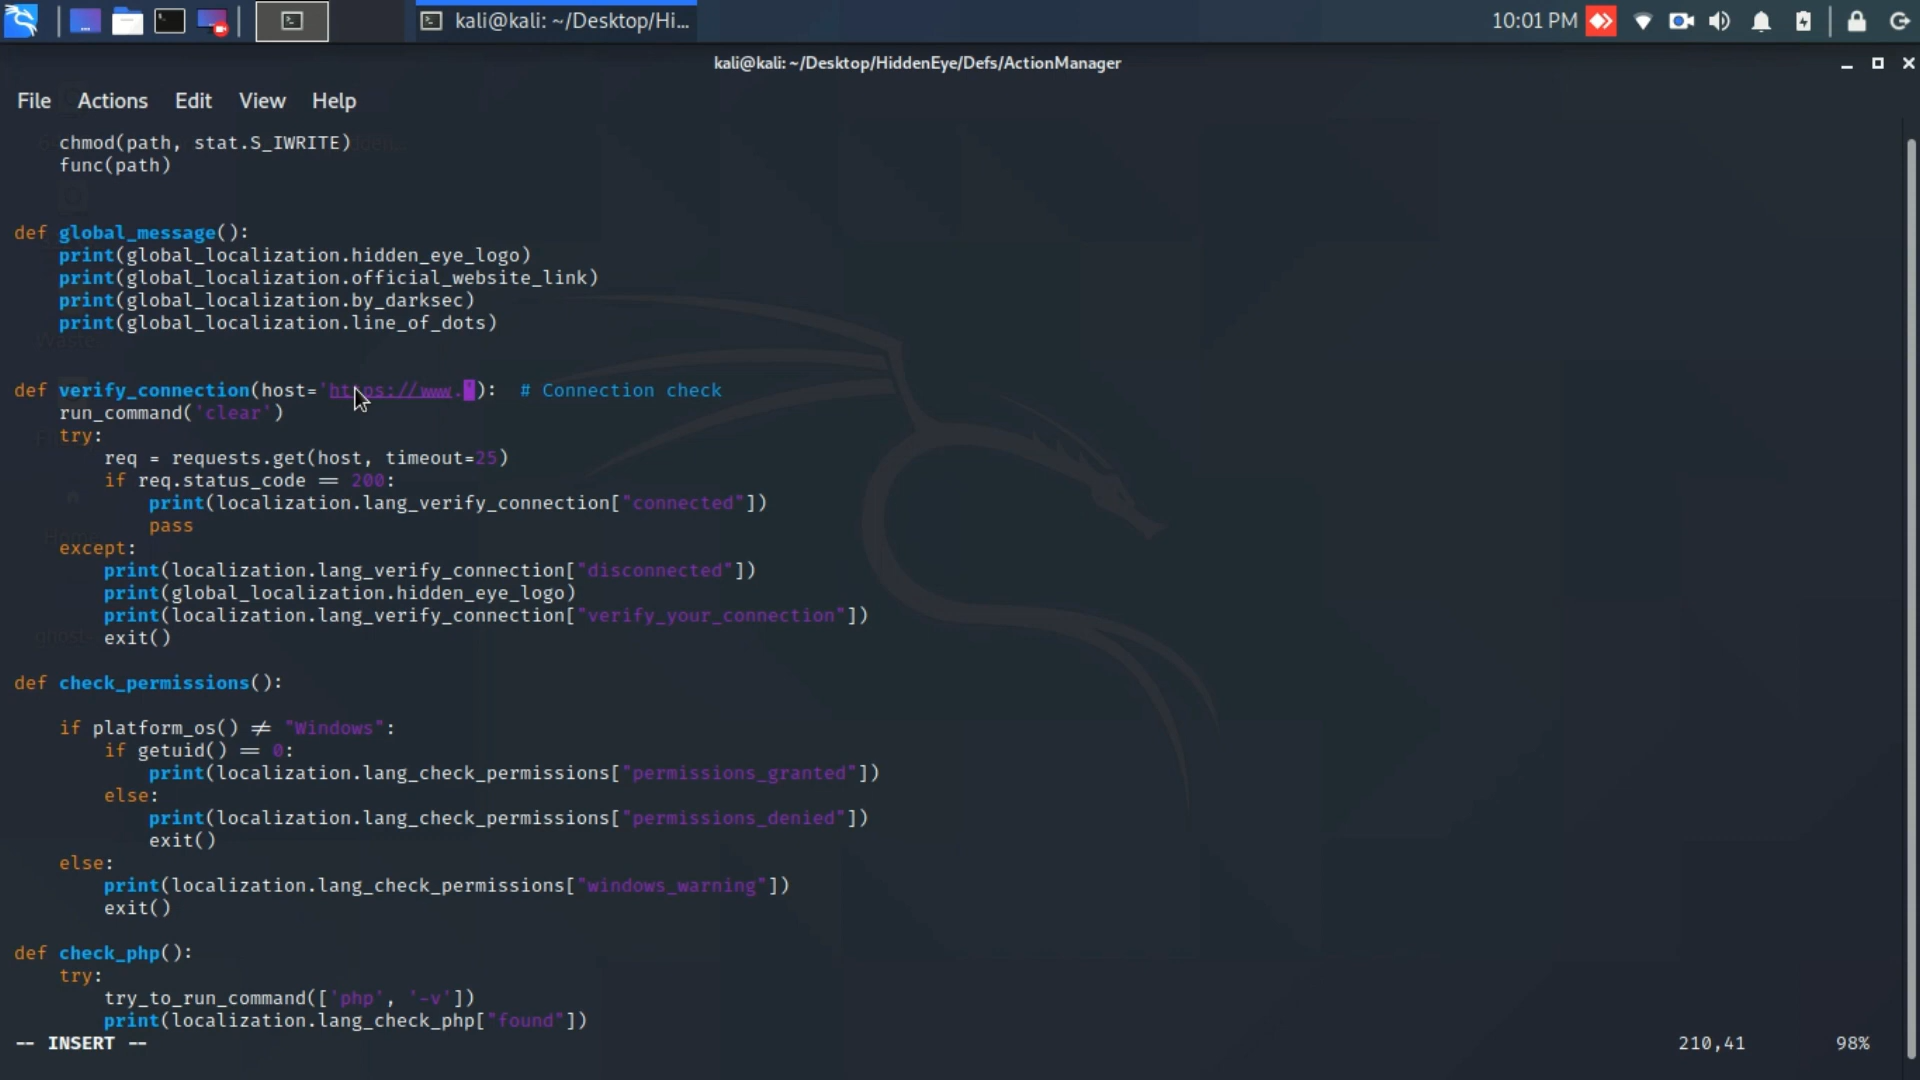 kali@kali: ~/Desktop/Hi...
10:01 PM
kali@kali: ~/Desktop/HiddenEye/Defs/ActionManager
File Actions Edit View Help
chmod(path, stat.S_IWRITE)
func(path)
def global_message():
print(global_localization.hidden_eye_logo)
print(global_localization.official_website_link)
print(global_localization.by_darksec)
print(global_localization.line_of_dots)
def verify_connection(host='https://www.'): # Connection check
run_command('clear')
try:
req = requests.get(host, timeout=25)
if req.status_code == 200:
print(localization.lang_verify_connection["connected"])
pass
except:
print(localization.lang_verify_connection["disconnected"])
print(global_localization.hidden_eye_logo)
print(localization.lang_verify_connection["verify_your_connection"])
exit()
def check_permissions():
if platform_os() != "Windows":
if getuid() == 0:
print(localization.lang_check_permissions["permissions_granted"])
else:
print(localization.lang_check_permissions["permissions_denied"])
exit()
else:
print(localization.lang_check_permissions["windows_warning"])
exit()
def check_php():
try:
try_to_run_command(['php', '-v'])
print(localization.lang_check_php["found"])
-- INSERT --
210,41
98%